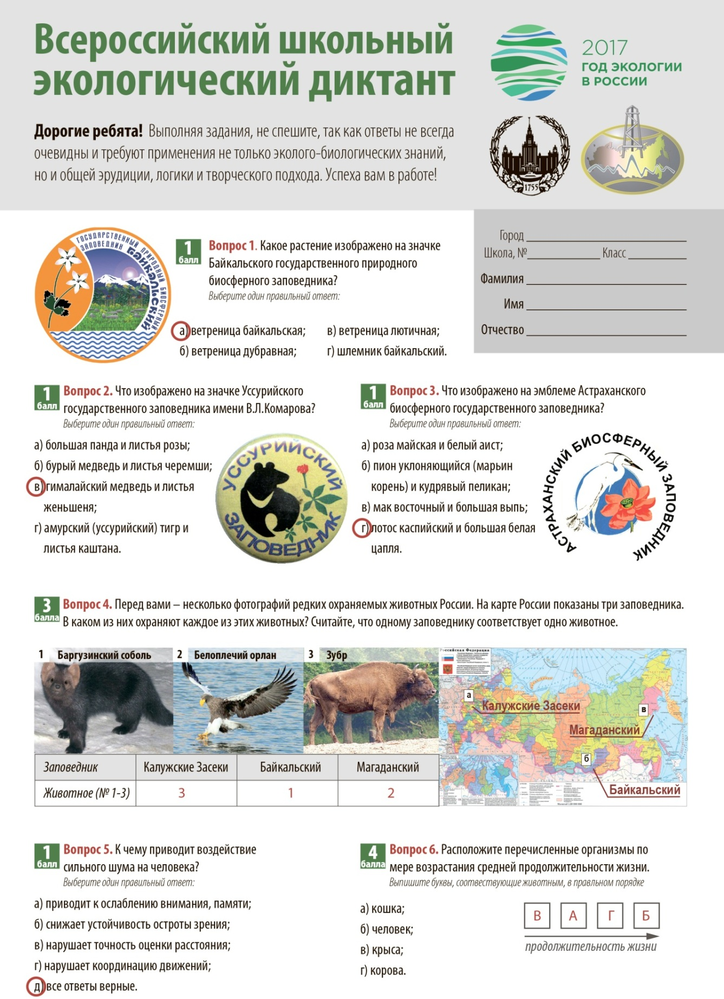 Всероссийский школьный
экологический диктант
2017
ГОД ЭКОЛОГИИ
В РОССИИ
Дорогие ребята! Выполняя задания, не спешите, так как ответы не всегда
очевидны и требуют применения не только эколого-биологических знаний,
но и общей эрудиции, логики и творческого подхода. Успеха вам в работе!
1755
Город
Школа, № Класс
Фамилия
Имя
Отчество
ГОСУДАРСТВЕННЫЙ ПРИРОДНЫЙ БИОСФЕРНЫЙ
ЗАПОВЕДНИК БАЙКАЛЬСКИЙ
1
балл
Вопрос 1. Какое растение изображено на значке
Байкальского государственного природного
биосферного заповедника?
Выберите один правильный ответ:
а) ветреница байкальская;
б) ветреница дубравная;
в) ветреница лютичная;
г) шлемник байкальский.
1
балл
Вопрос 2. Что изображено на значке Уссурийского
государственного заповедника имени В.Л.Комарова?
Выберите один правильный ответ:
а) большая панда и листья розы;
б) бурый медведь и листья черемши;
в) гималайский медведь и листья
женьшеня;
г) амурский (уссурийский) тигр и
листья каштана.
УССУРИЙСКИЙ
ЗАПОВЕДНИК
1
балл
Вопрос 3. Что изображено на эмблеме Астраханского
биосферного государственного заповедника?
Выберите один правильный ответ:
а) роза майская и белый аист;
б) пион уклоняющийся (марьин
корень) и кудрявый пеликан;
в) мак восточный и большая выпь;
г) лотос каспийский и большая белая
цапля.
АСТРАХАНСКИЙ БИОСФЕРНЫЙ ЗАПОВЕДНИК
3
балла
Вопрос 4. Перед вами – несколько фотографий редких охраняемых животных России. На карте России показаны три заповедника.
В каком из них охраняют каждое из этих животных? Считайте, что одному заповеднику соответствует одно животное.
1 Баргузинский соболь
2 Белоплечий орлан
3 Зубр
Российская Федерация
а
Калужские Засеки
в
Магаданский
б
Байкальский
Заповедник Калужские Засеки Байкальский Магаданский
Животное (№ 1-3) 3 1 2
1
балл
Вопрос 5. К чему приводит воздействие
сильного шума на человека?
Выберите один правильный ответ:
а) приводит к ослаблению внимания, памяти;
б) снижает устойчивость остроты зрения;
в) нарушает точность оценки расстояния;
г) нарушает координацию движений;
д) все ответы верные.
4
балла
Вопрос 6. Расположите перечисленные организмы по
мере возрастания средней продолжительности жизни.
Выпишите буквы, соотвествующие животным, в правльном порядке
а) кошка;
б) человек;
в) крыса;
г) корова.
В А Г Б
продолжительность жизни